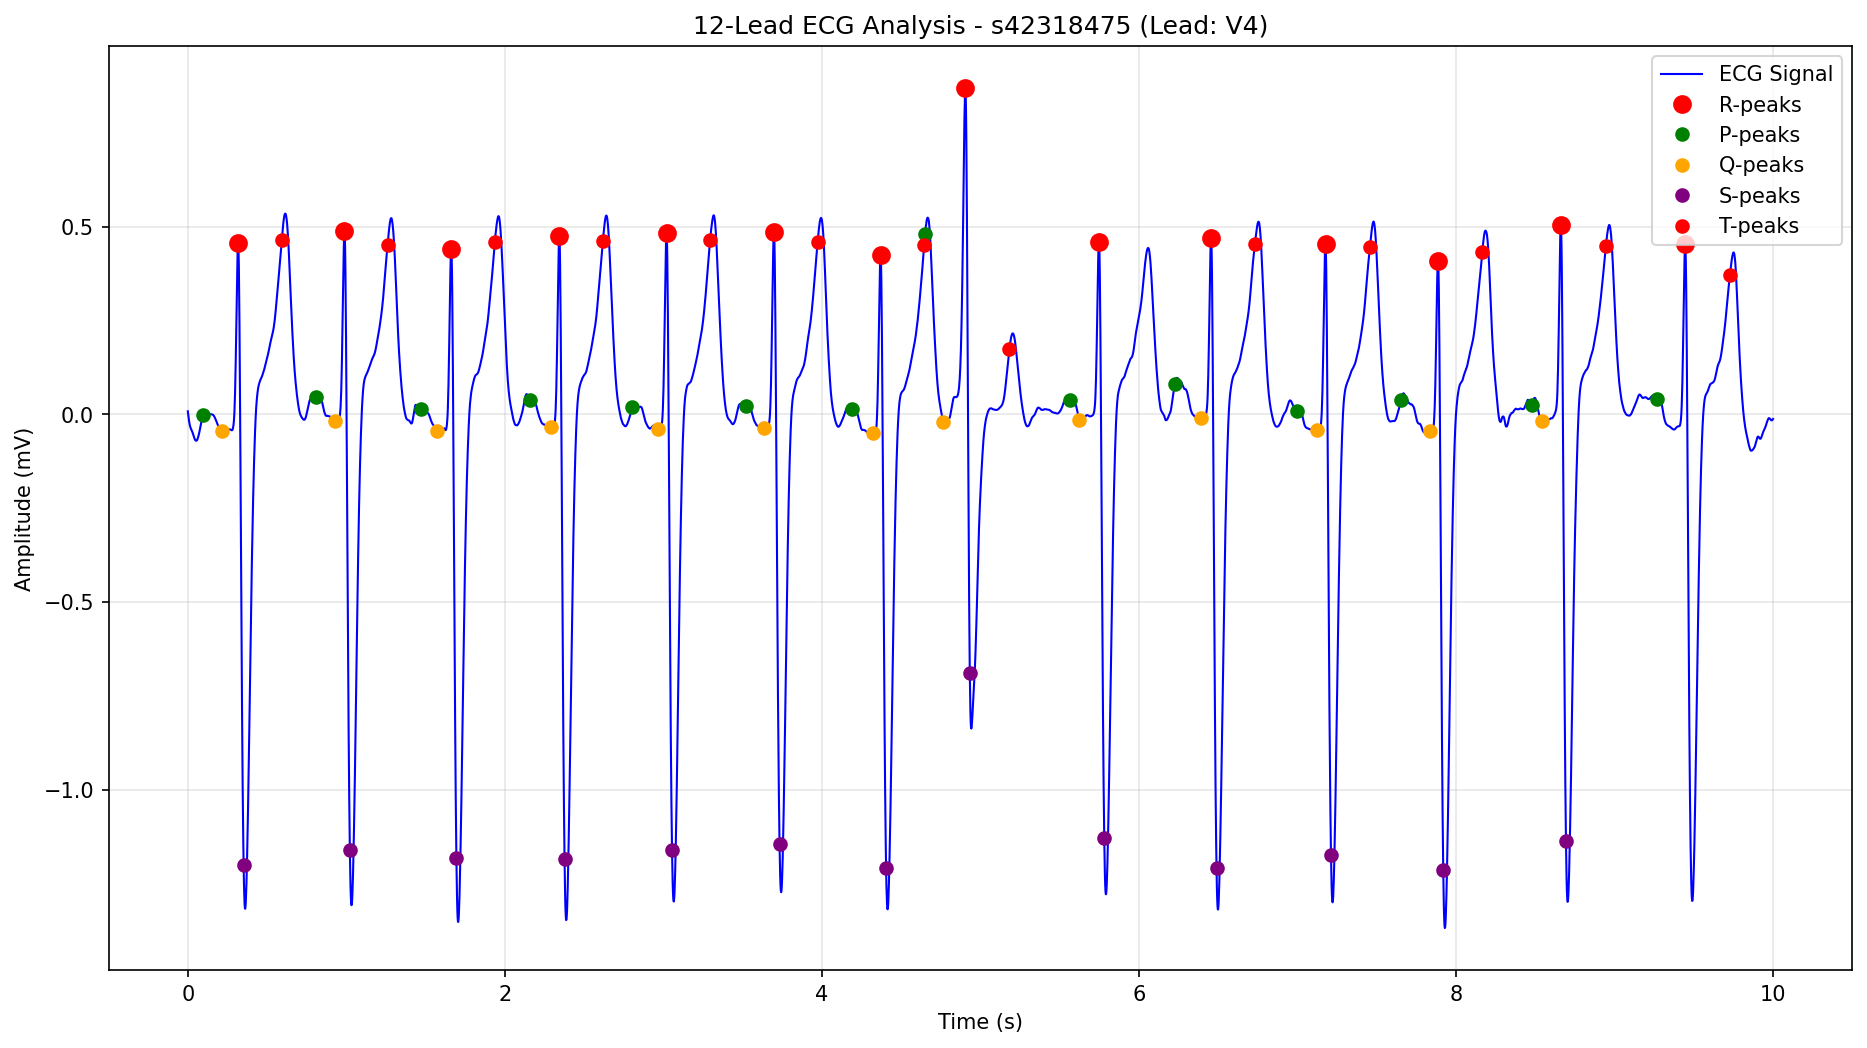 12-Lead ECG Analysis - s42318475 (Lead: V4)
ECG Signal
R-peaks
P-peaks
Q-peaks
S-peaks
T-peaks
Amplitude (mV)
0.5
0.0
−0.5
−1.0
0 2 4 6 8 10
Time (s)